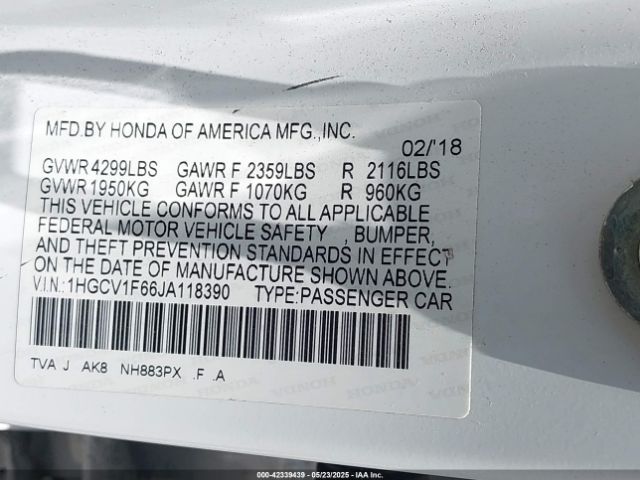 MFD.BY HONDA OF AMERICA MFG.,INC.
02/'18
GVWR 4299LBS GAWR F 2359LBS R 2116LBS
GVWR 1950KG GAWR F 1070KG R 960KG
THIS VEHICLE CONFORMS TO ALL APPLICABLE
FEDERAL MOTOR VEHICLE SAFETY , BUMPER,
AND THEFT PREVENTION STANDARDS IN EFFECT
ON THE DATE OF MANUFACTURE SHOWN ABOVE.
V.I.N.:1HGCV1F66JA118390 TYPE:PASSENGER CAR
TVA J AK8 NH883PX .F .A
000-42339439 - 05/23/2025 - IAA Inc.